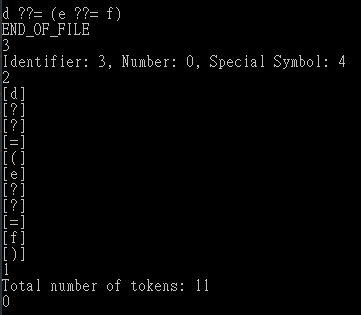 d ??= (e ??= f)
END_OF_FILE
3
Identifier: 3, Number: 0, Special Symbol: 4
2
[d]
[?]
[?]
[=]
[(]
[e]
[?]
[?]
[=]
[f]
[)]
1
Total number of tokens: 11
0